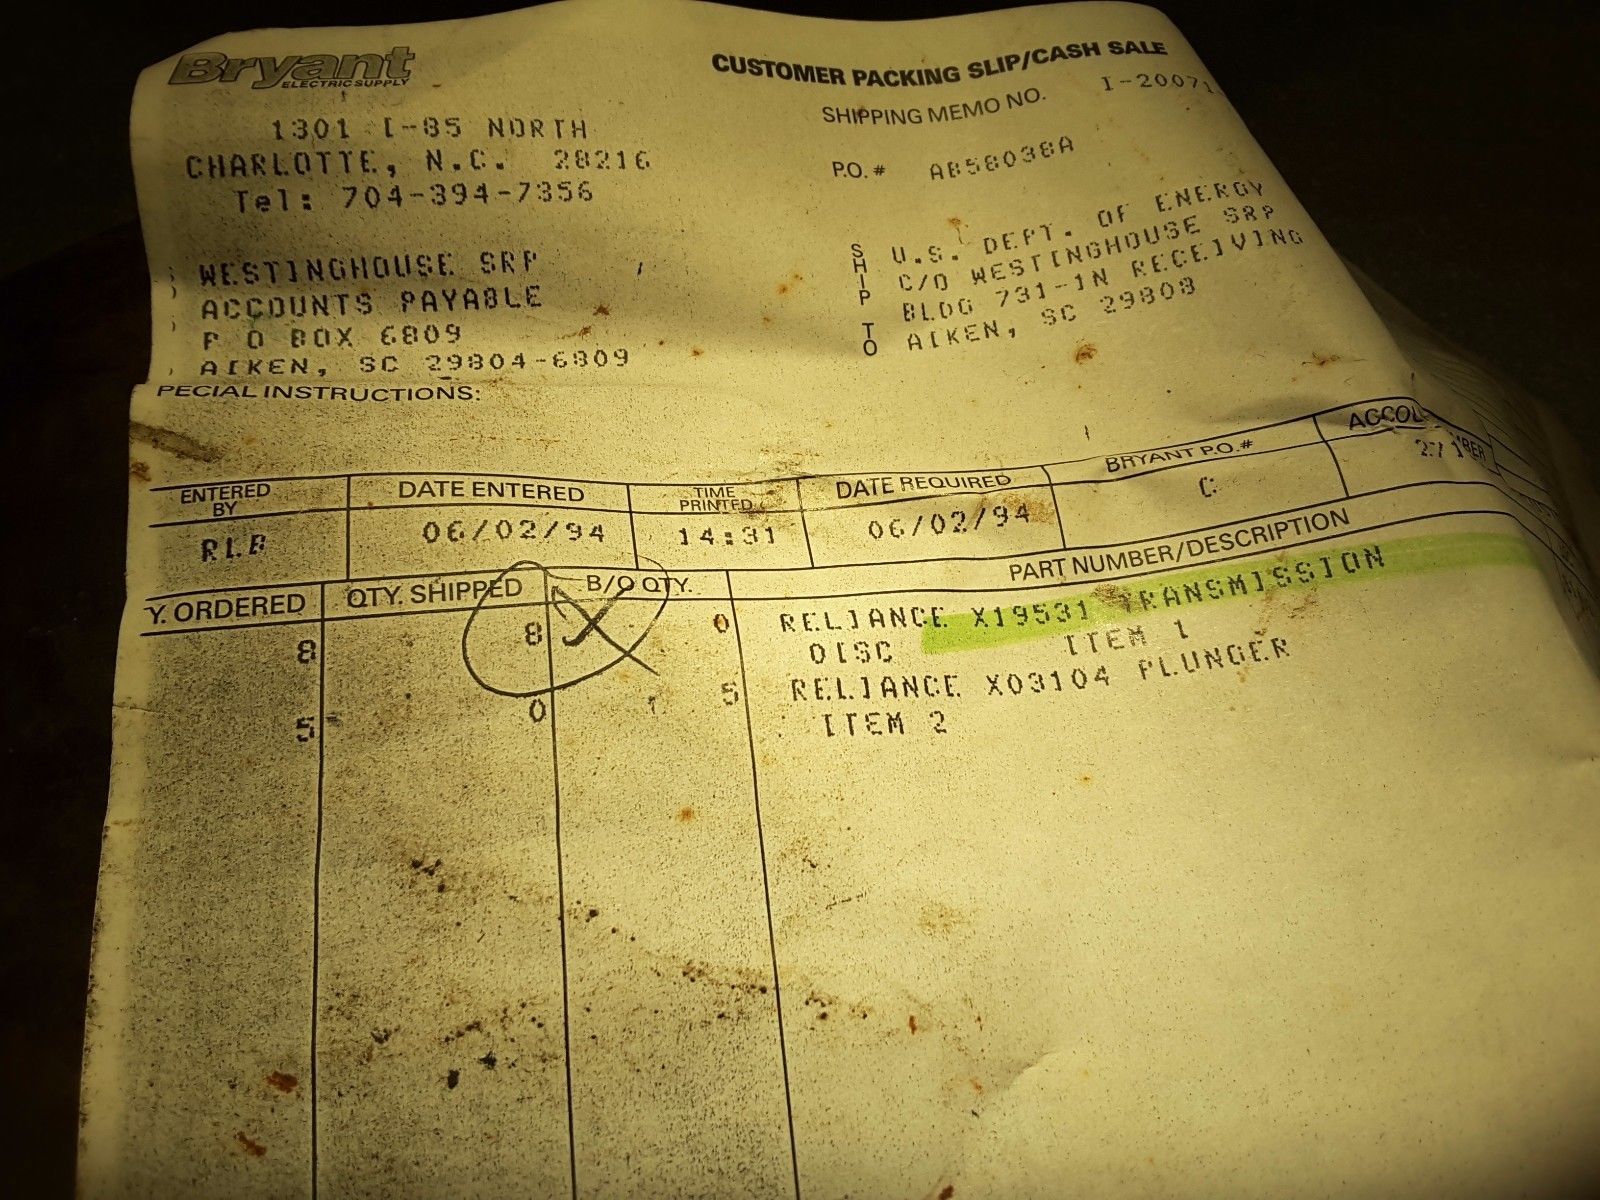 Bryant
ELECTRIC SUPPLY
CUSTOMER PACKING SLIP/CASH SALE
SHIPPING MEMO NO. I-20071
1301 I-85 NORTH
CHARLOTTE, N.C. 28216
Tel: 704-394-7356
P.O. # AB58038A
WESTINGHOUSE SRP
ACCOUNTS PAYABLE
P O BOX 6809
AIKEN, SC 29804-6809
SHIP TO
U.S. DEPT. OF ENERGY
C/O WESTINGHOUSE SRP
BLDG 731-1N RECEIVING
AIKEN, SC 29808
PECIAL INSTRUCTIONS:
ENTERED BY DATE ENTERED TIME PRINTED DATE REQUIRED BRYANT P.O. #
RLB 06/02/94 14:31 06/02/94
Y. ORDERED QTY. SHIPPED B/O QTY. PART NUMBER/DESCRIPTION
8 8 0 RELIANCE X19531 TRANSMISSION
DISC ITEM 1
5 0 5 RELIANCE X03104 PLUNGER
ITEM 2